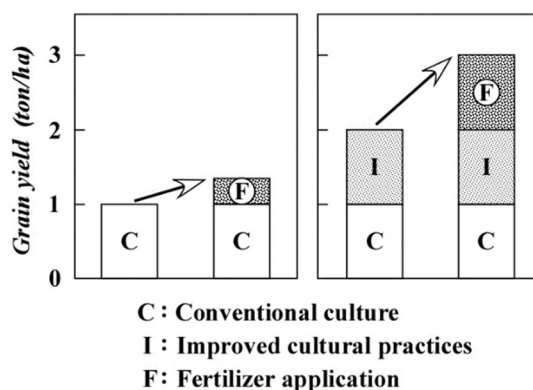 Grain yield (ton/ha)
3
2
1
0
C
F
C
I
C
F
I
C
C : Conventional culture
I : Improved cultural practices
F: Fertilizer application